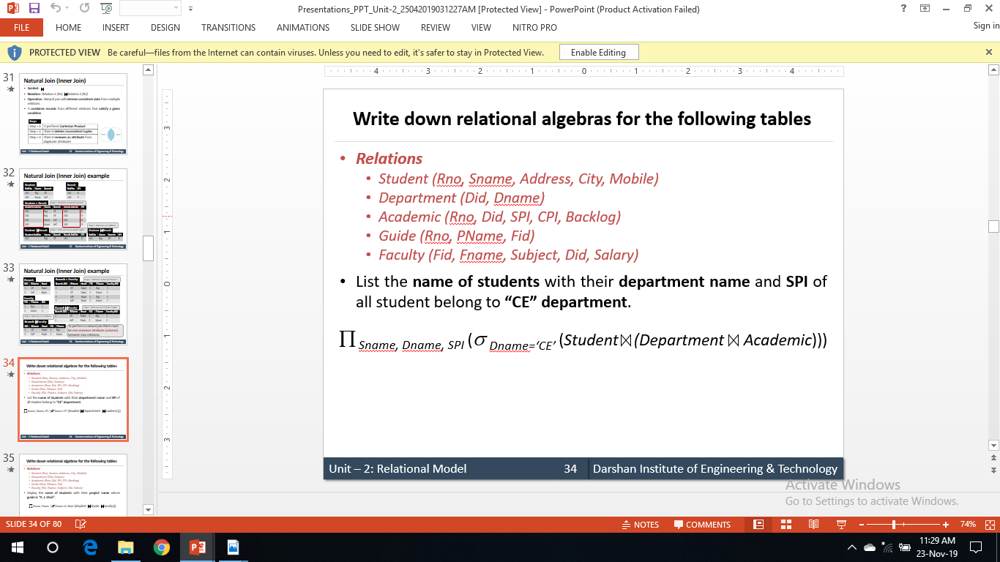 Presentations_PPT_Unit-2_25042019031227AM [Protected View] - PowerPoint (Product Activation Failed)
FILE HOME INSERT DESIGN TRANSITIONS ANIMATIONS SLIDE SHOW REVIEW VIEW NITRO PRO Sign in
PROTECTED VIEW Be careful—files from the Internet can contain viruses. Unless you need to edit, it's safer to stay in Protected View. Enable Editing
31
Natural Join (Inner Join)
32
Natural Join (Inner Join) example
33
Natural Join (Inner Join) example
34
Write down relational algebras for the following tables
35
Write down relational algebras for the following tables
4 3 2 1 0 1 2 3 4
3
2
1
0
1
2
3
Write down relational algebras for the following tables
• Relations
• Student (Rno, Sname, Address, City, Mobile)
• Department (Did, Dname)
• Academic (Rno, Did, SPI, CPI, Backlog)
• Guide (Rno, PName, Fid)
• Faculty (Fid, Fname, Subject, Did, Salary)
• List the name of students with their department name and SPI of
all student belong to “CE” department.
∏ Sname, Dname, SPI (σ Dname=‘CE’ (Student⋈(Department ⋈ Academic)))
Unit – 2: Relational Model 34 Darshan Institute of Engineering & Technology
Activate Windows
Go to Settings to activate Windows.
SLIDE 34 OF 80 NOTES COMMENTS 74%
11:29 AM
23-Nov-19